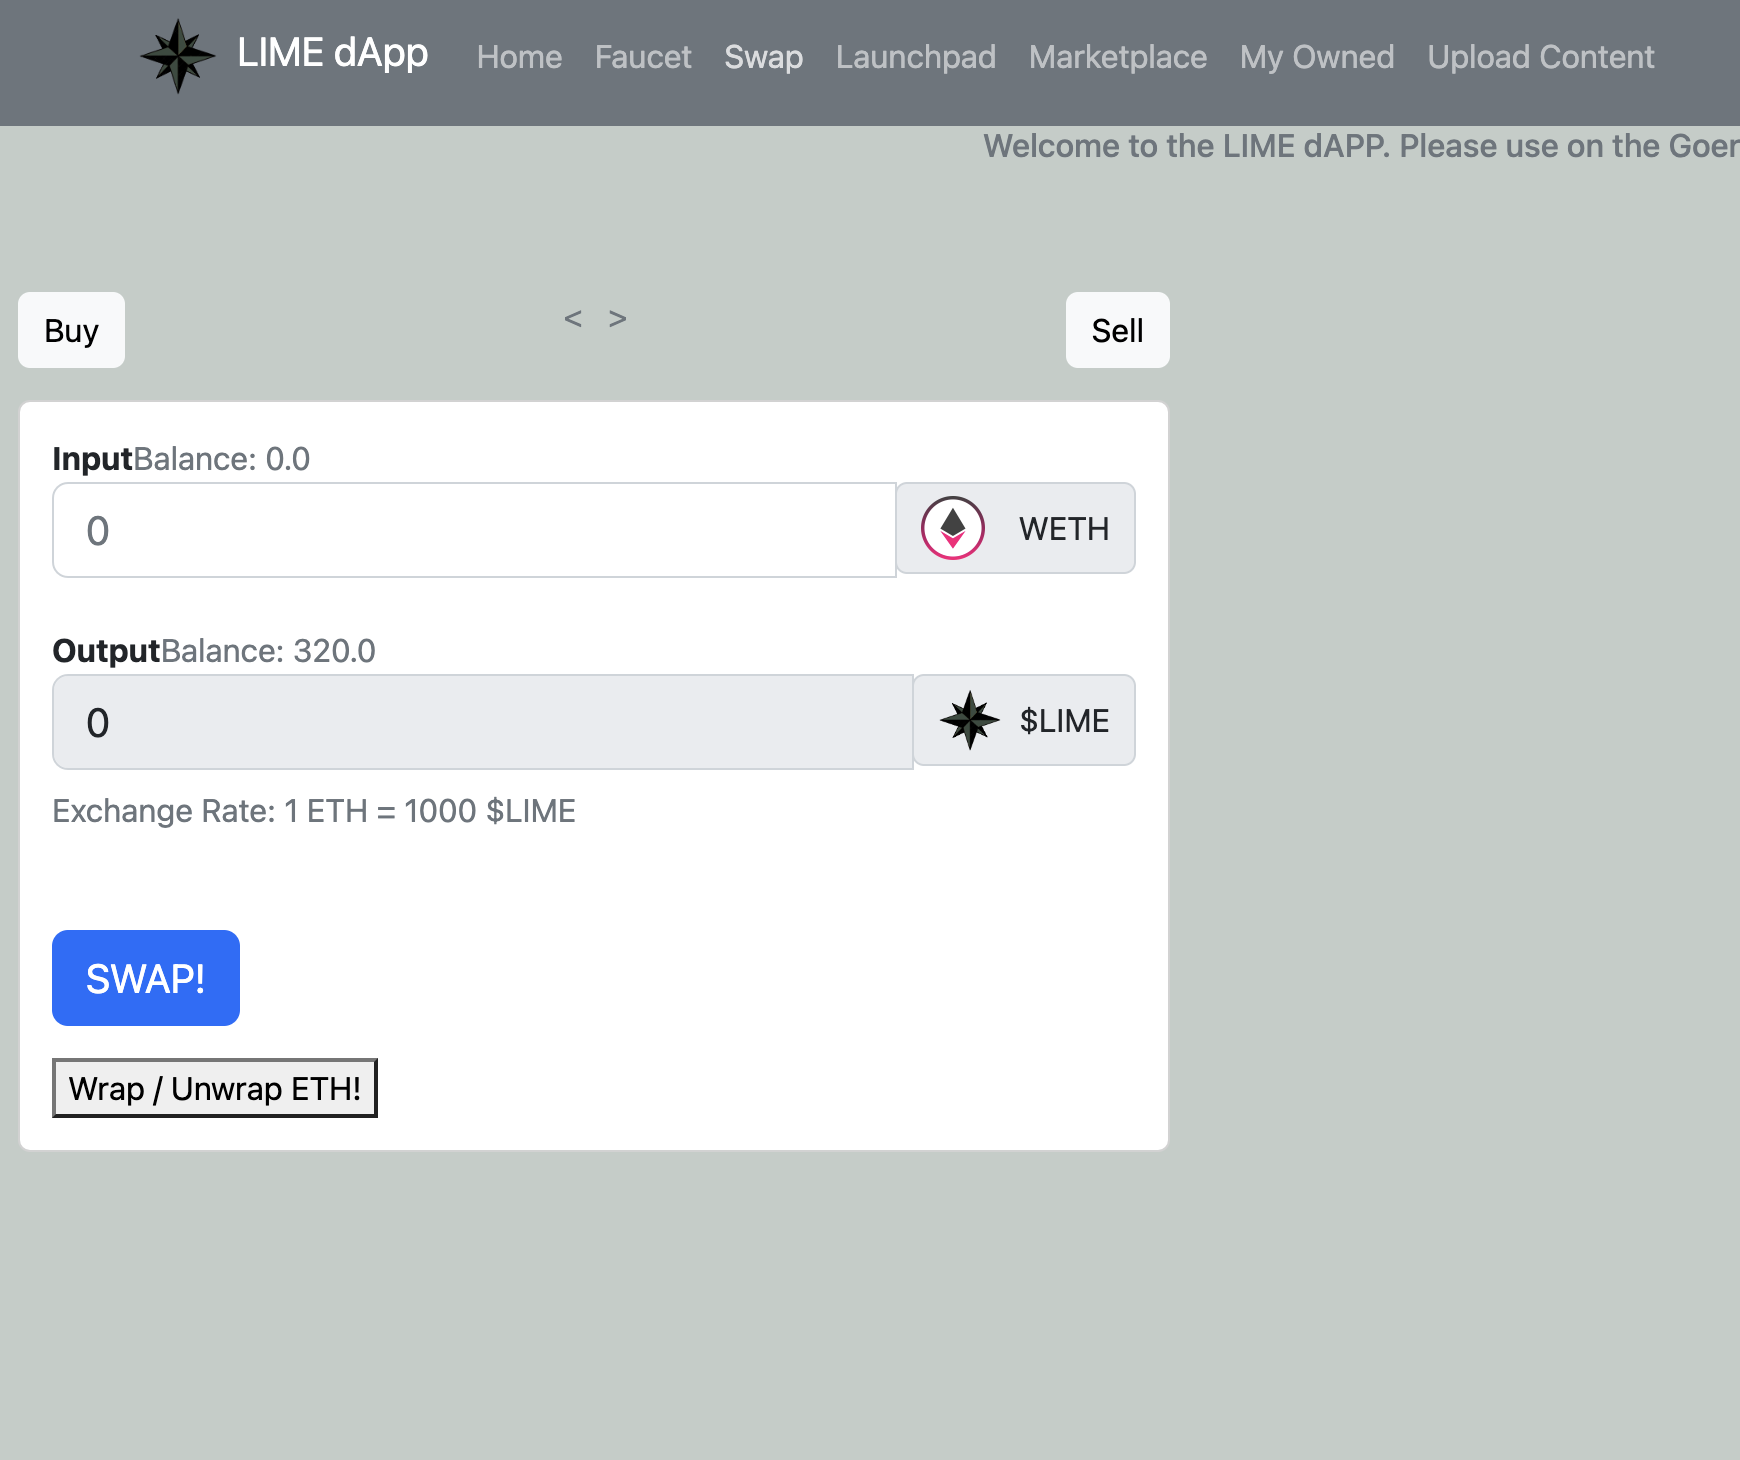 LIME dApp Home Faucet Swap Launchpad Marketplace My Owned Upload Content
Welcome to the LIME dAPP. Please use on the
Buy < > Sell
InputBalance: 0.0
0 WETH
OutputBalance: 320.0
0 $LIME
Exchange Rate: 1 ETH = 1000 $LIME
SWAP!
Wrap / Unwrap ETH!